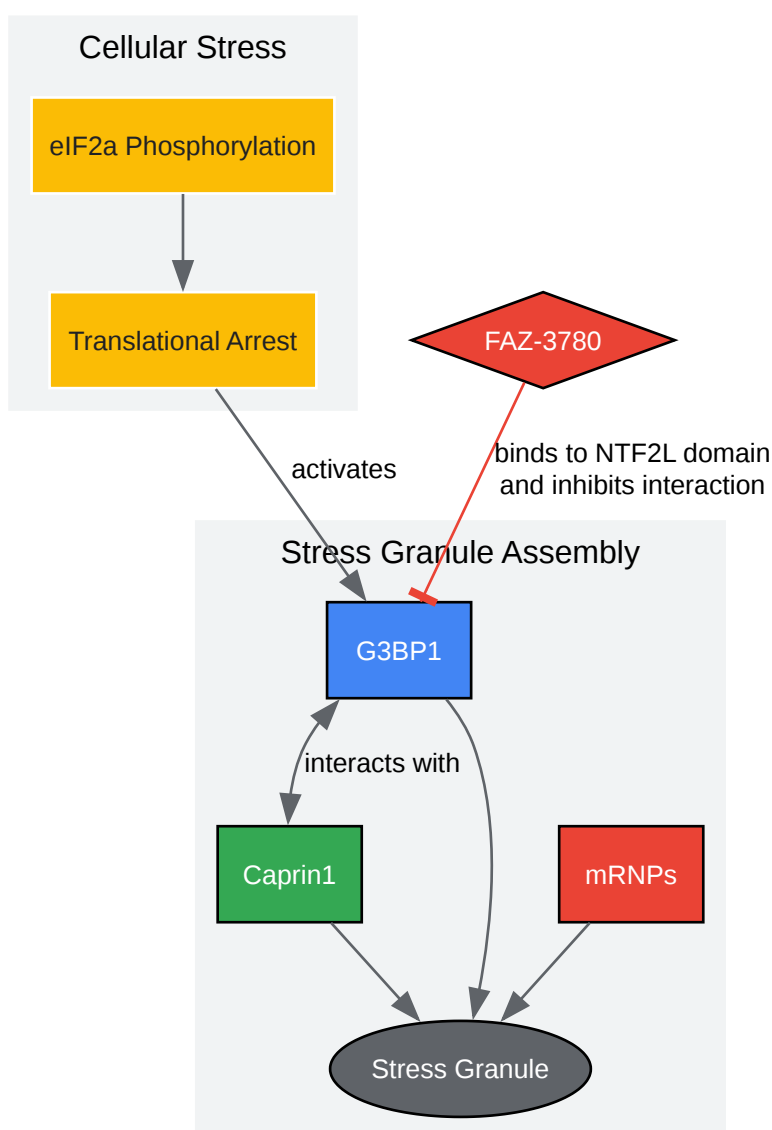 Cellular Stress
eIF2a Phosphorylation
Translational Arrest
FAZ-3780
activates
binds to NTF2L domain
and inhibits interaction
Stress Granule Assembly
G3BP1
interacts with
Caprin1
mRNPs
Stress Granule